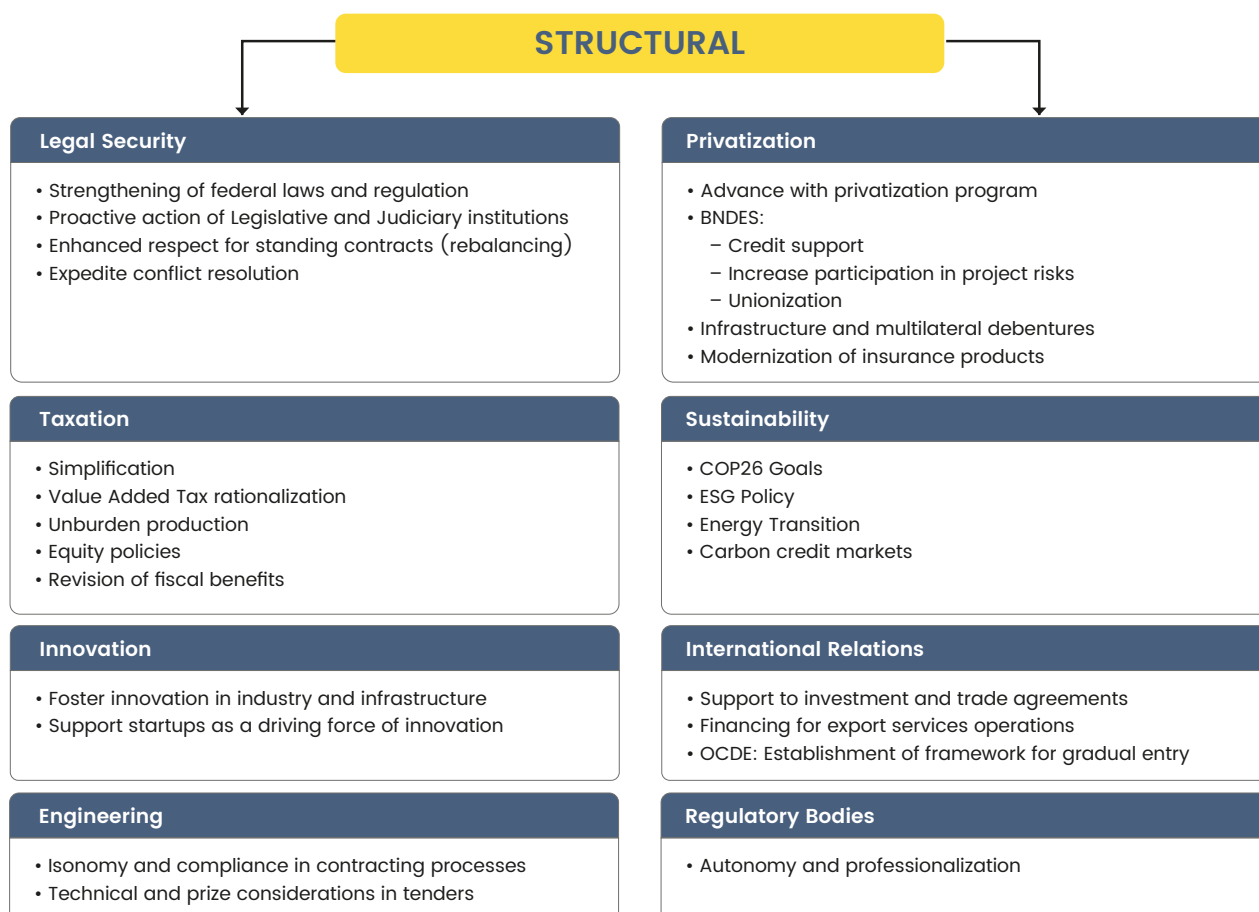 STRUCTURAL
Legal Security
• Strengthening of federal laws and regulation
• Proactive action of Legislative and Judiciary institutions
• Enhanced respect for standing contracts (rebalancing)
• Expedite conflict resolution
Privatization
• Advance with privatization program
• BNDES:
– Credit support
– Increase participation in project risks
– Unionization
• Infrastructure and multilateral debentures
• Modernization of insurance products
Taxation
• Simplification
• Value Added Tax rationalization
• Unburden production
• Equity policies
• Revision of fiscal benefits
Sustainability
• COP26 Goals
• ESG Policy
• Energy Transition
• Carbon credit markets
Innovation
• Foster innovation in industry and infrastructure
• Support startups as a driving force of innovation
International Relations
• Support to investment and trade agreements
• Financing for export services operations
• OCDE: Establishment of framework for gradual entry
Engineering
• Isonomy and compliance in contracting processes
• Technical and prize considerations in tenders
Regulatory Bodies
• Autonomy and professionalization